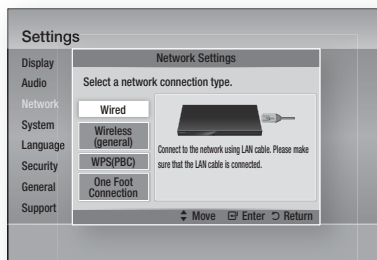 Settings
Display
Audio
Network
System
Language
Security
General
Support
Network Settings
Select a network connection type.
Wired
Wireless
(general)
WPS(PBC)
One Foot
Connection
Connect to the network using LAN cable. Please make
sure that the LAN cable is connected.
Move Enter Return